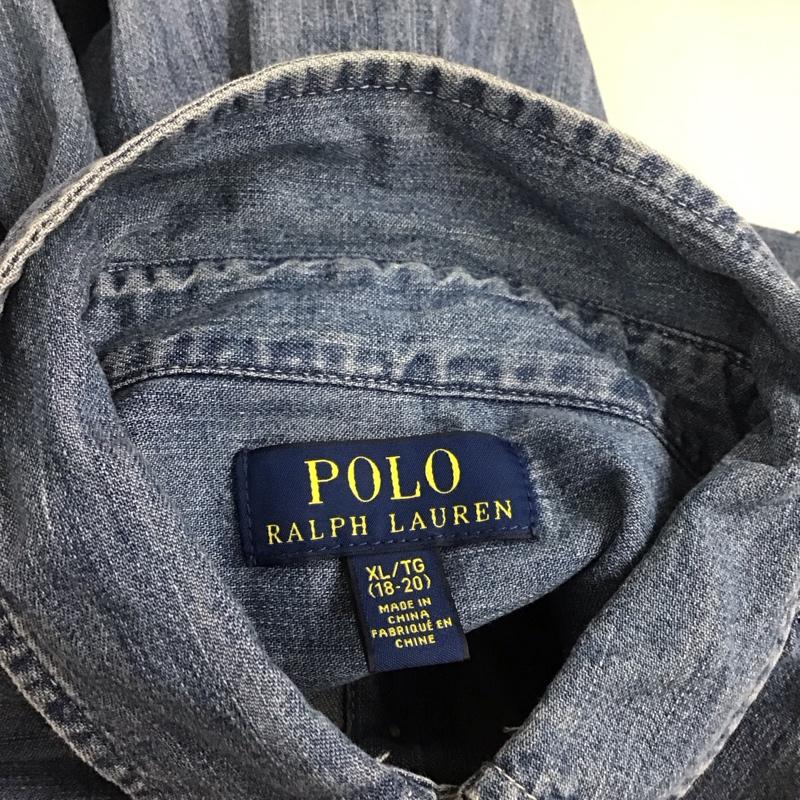 POLO
RALPH LAUREN
XL/TG
(18-20)
MADE IN
CHINA
FABRIQUÉ EN
CHINE